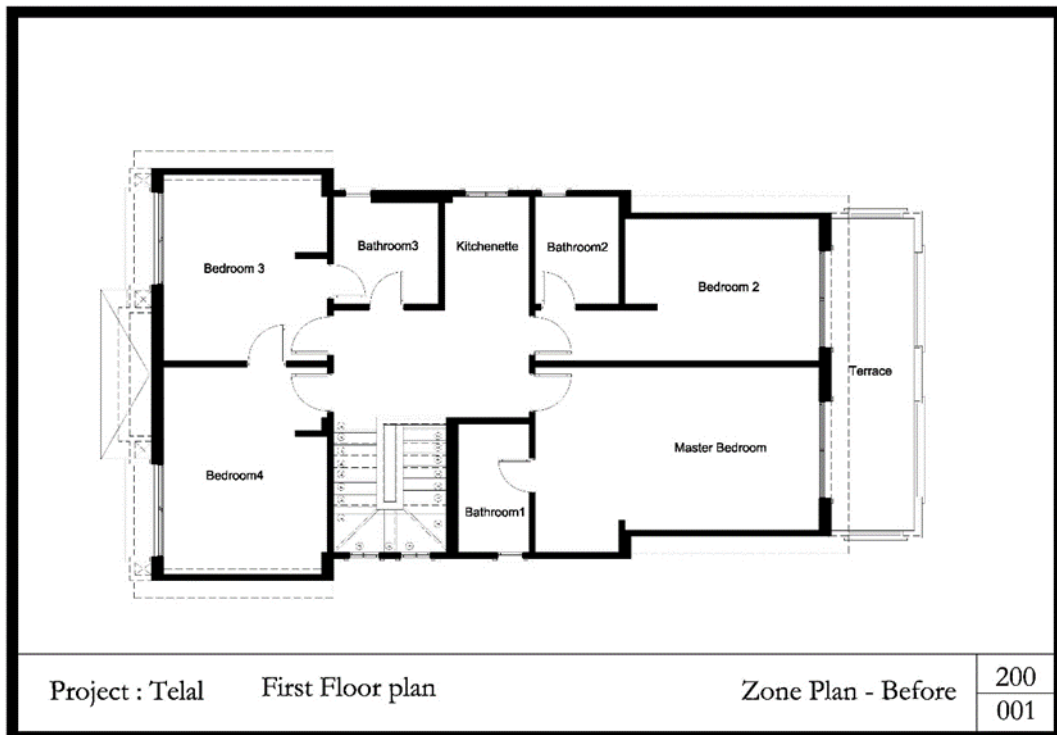 Bathroom3
Kitchenette
Bathroom2
Bedroom 3
Bedroom 2
Terrace
Master Bedroom
Bedroom4
Bathroom1
Project : Telal
First Floor plan
Zone Plan - Before
200
001